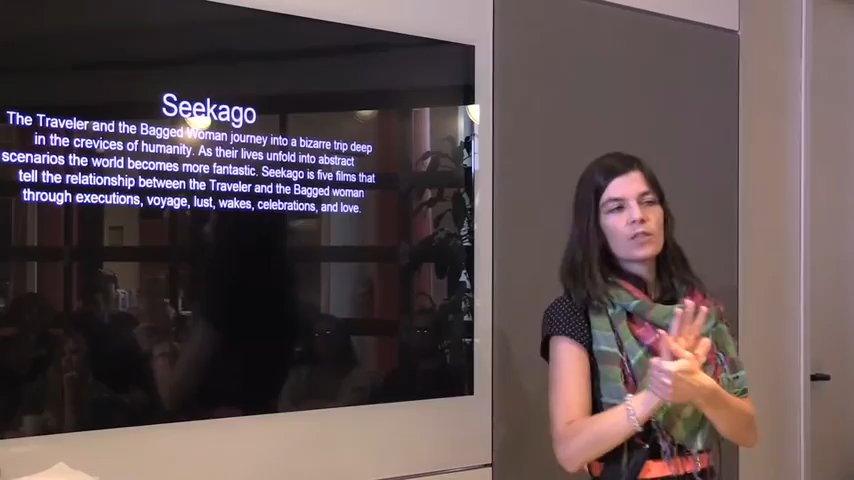 Seekago
The Traveler and the Bagged Woman journey into a bizarre trip deep
in the crevices of humanity. As their lives unfold into abstract
scenarios the world becomes more fantastic. Seekago is five films that
tell the relationship between the Traveler and the Bagged Woman
through executions, voyage, lust, wakes, celebrations, and love.